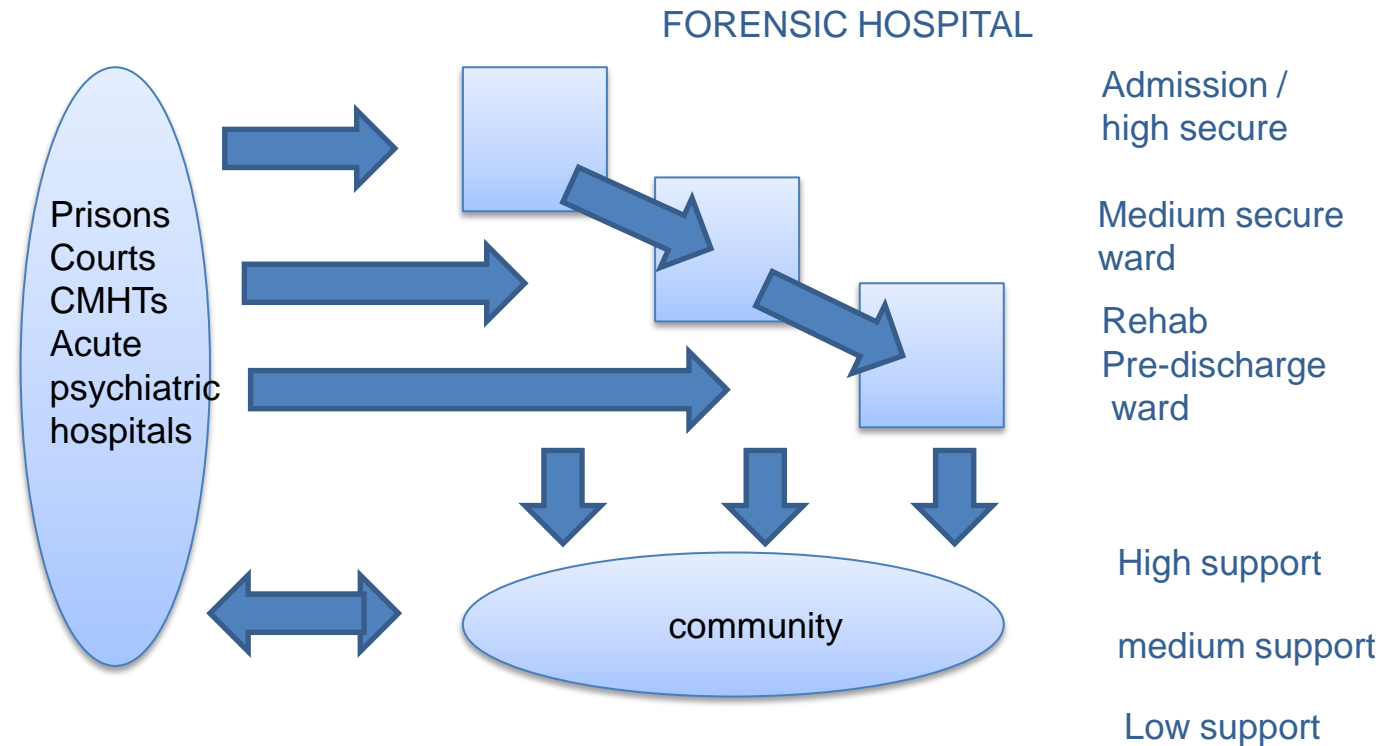 FORENSIC HOSPITAL
Admission /
high secure
Prisons
Courts
CMHTs
Acute
psychiatric
hospitals
Medium secure
ward
Rehab
Pre-discharge
ward
community
High support
medium support
Low support